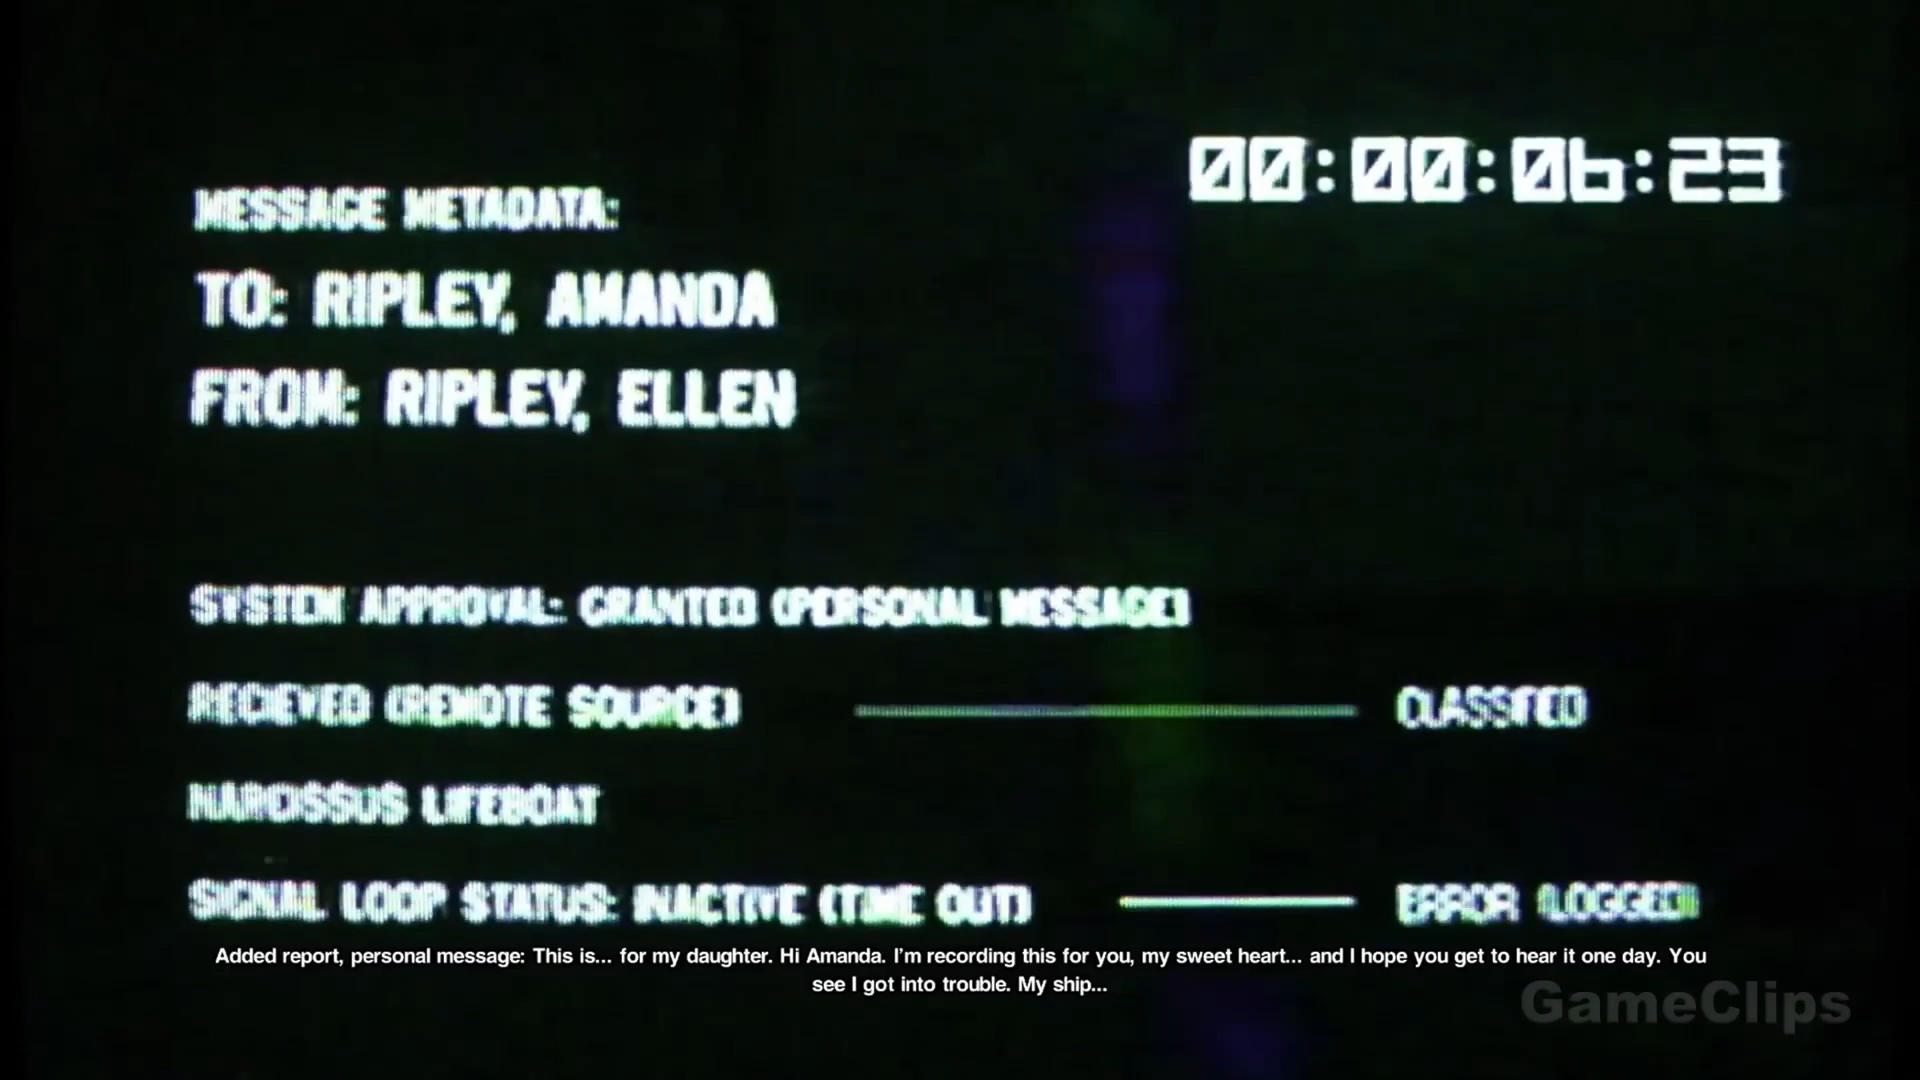 00:00:06:23
MESSAGE METADATA:
TO: RIPLEY, AMANDA
FROM: RIPLEY, ELLEN
SYSTEM APPROVAL: GRANTED (PERSONAL MESSAGE)
RECIEVED (REMOTE SOURCE) CLASSIFIED
NARCISSUS LIFEBOAT
SIGNAL LOOP STATUS: INACTIVE (TIME OUT) ERROR (LOGGED)
Added report, personal message: This is... for my daughter. Hi Amanda. I'm recording this for you, my sweet heart... and I hope you get to hear it one day. You
see I got into trouble. My ship...
GameClips